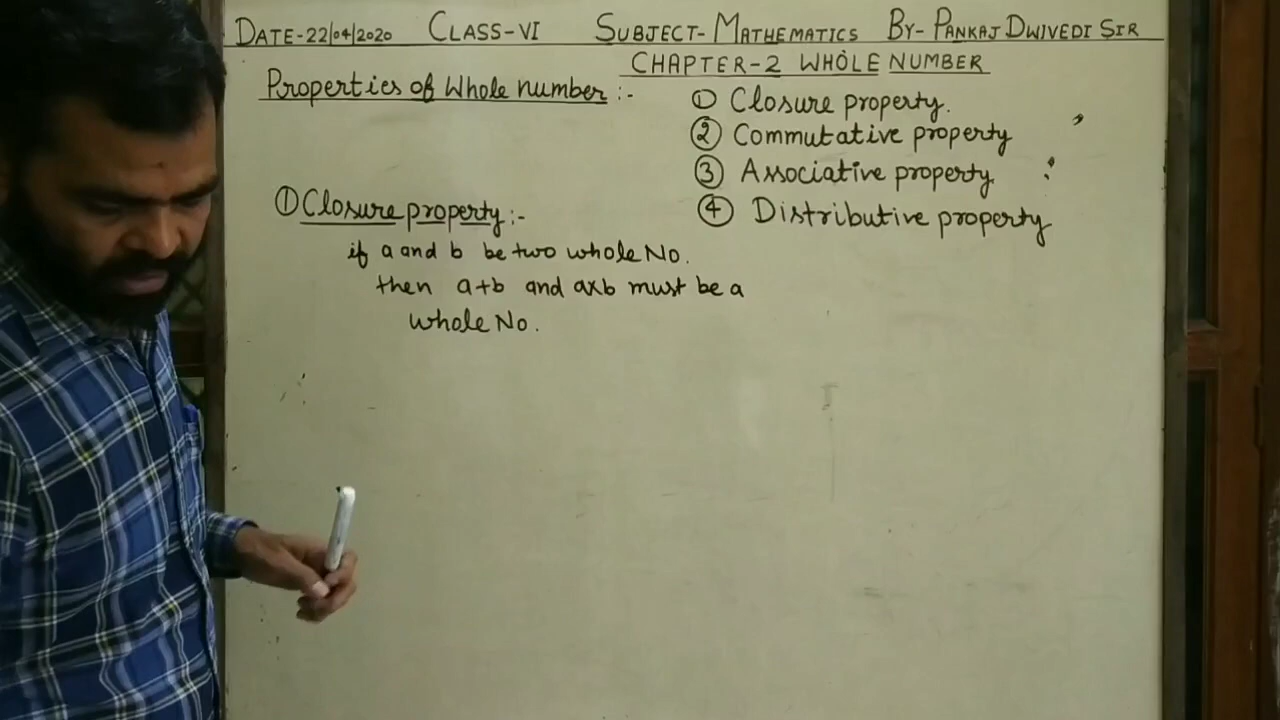 DATE-22/04/2020 CLASS-VI SUBJECT-MATHEMATICS BY-PANKAJ DWIVEDI SIR
CHAPTER-2 WHOLE NUMBER
Properties of Whole number :-
① Closure property.
② Commutative property
③ Associative property
④ Distributive property
① Closure property :-
if a and b be two whole No.
then a+b and a×b must be a
whole No.